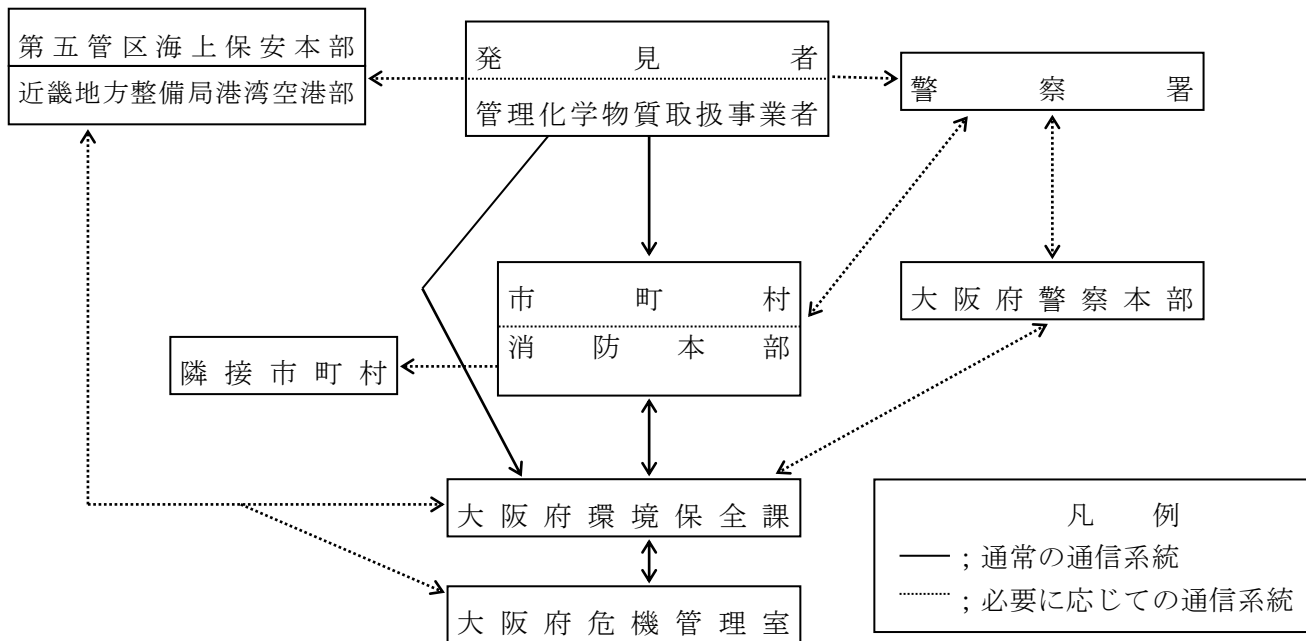 第五管区海上保安本部
近畿地方整備局港湾空港部
発見者
管理化学物質取扱事業者
警察署
市町村
消防本部
大阪府警察本部
隣接市町村
大阪府環境保全課
大阪府危機管理室
凡例
；通常の通信系統
；必要に応じての通信系統